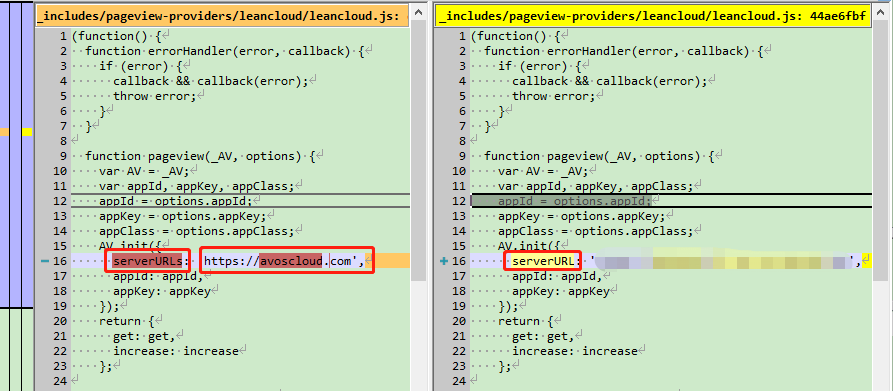 _includes/pageview-providers/leancloud/leancloud.js:
1 (function() {
2 function errorHandler(error, callback) {
3 if (error) {
4 callback && callback(error);
5 throw error;
6 }
7 }
8
9 function pageview(_AV, options) {
10 var AV = _AV;
11 var appId, appKey, appClass;
12 appId = options.appId;
13 appKey = options.appKey;
14 appClass = options.appClass;
15 AV.init({
16 serverURLs: https://avoscloud.com',
17 appId: appId,
18 appKey: appKey
19 });
20 return {
21 get: get,
22 increase: increase
23 };
24
_includes/pageview-providers/leancloud/leancloud.js: 44ae6fbf
1 (function() {
2 function errorHandler(error, callback) {
3 if (error) {
4 callback && callback(error);
5 throw error;
6 }
7 }
8
9 function pageview(_AV, options) {
10 var AV = _AV;
11 var appId, appKey, appClass;
12 appId = options.appId;
13 appKey = options.appKey;
14 appClass = options.appClass;
15 AV.init({
16 serverURL: '',
17 appId: appId,
18 appKey: appKey
19 });
20 return {
21 get: get,
22 increase: increase
23 };
24